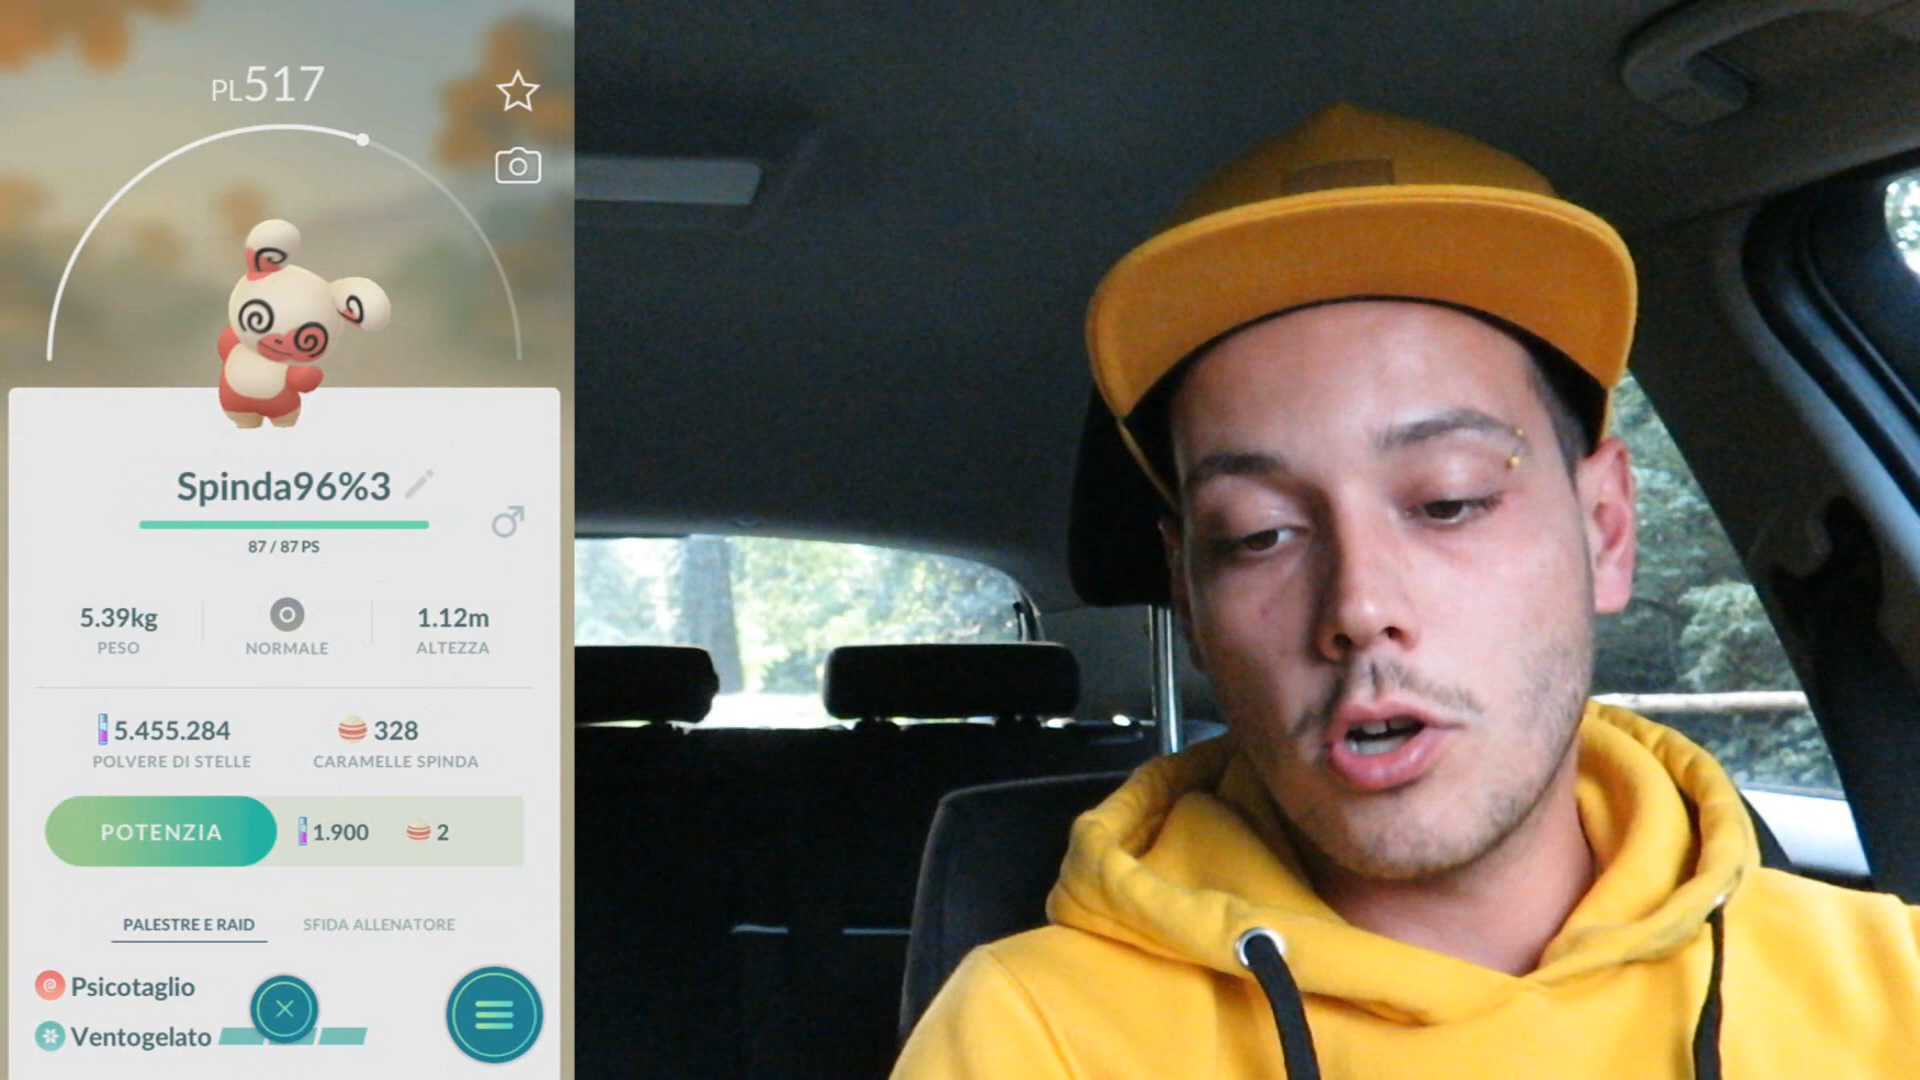 PL517
Spinda96%3
87 / 87 PS
5.39kg
PESO
NORMALE
1.12m
ALTEZZA
5.455.284
POLVERE DI STELLE
328
CARAMELLE SPINDA
POTENZIA
1.900
2
PALESTRE E RAID
SFIDA ALLENATORE
Psicotaglio
Ventogelato